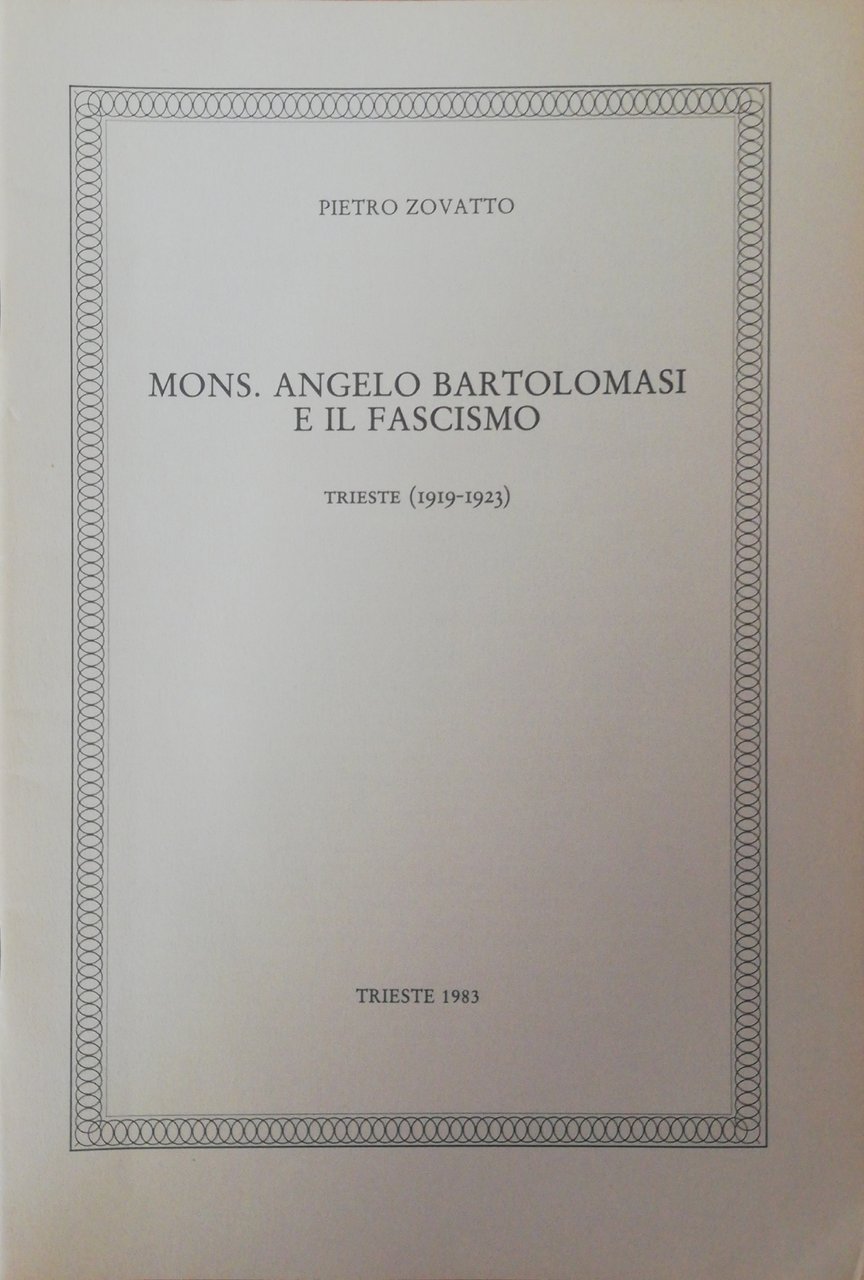 PIETRO ZOVATTO
MONS. ANGELO BARTOLOMASI
E IL FASCISMO
TRIESTE (1919-1923)
TRIESTE 1983